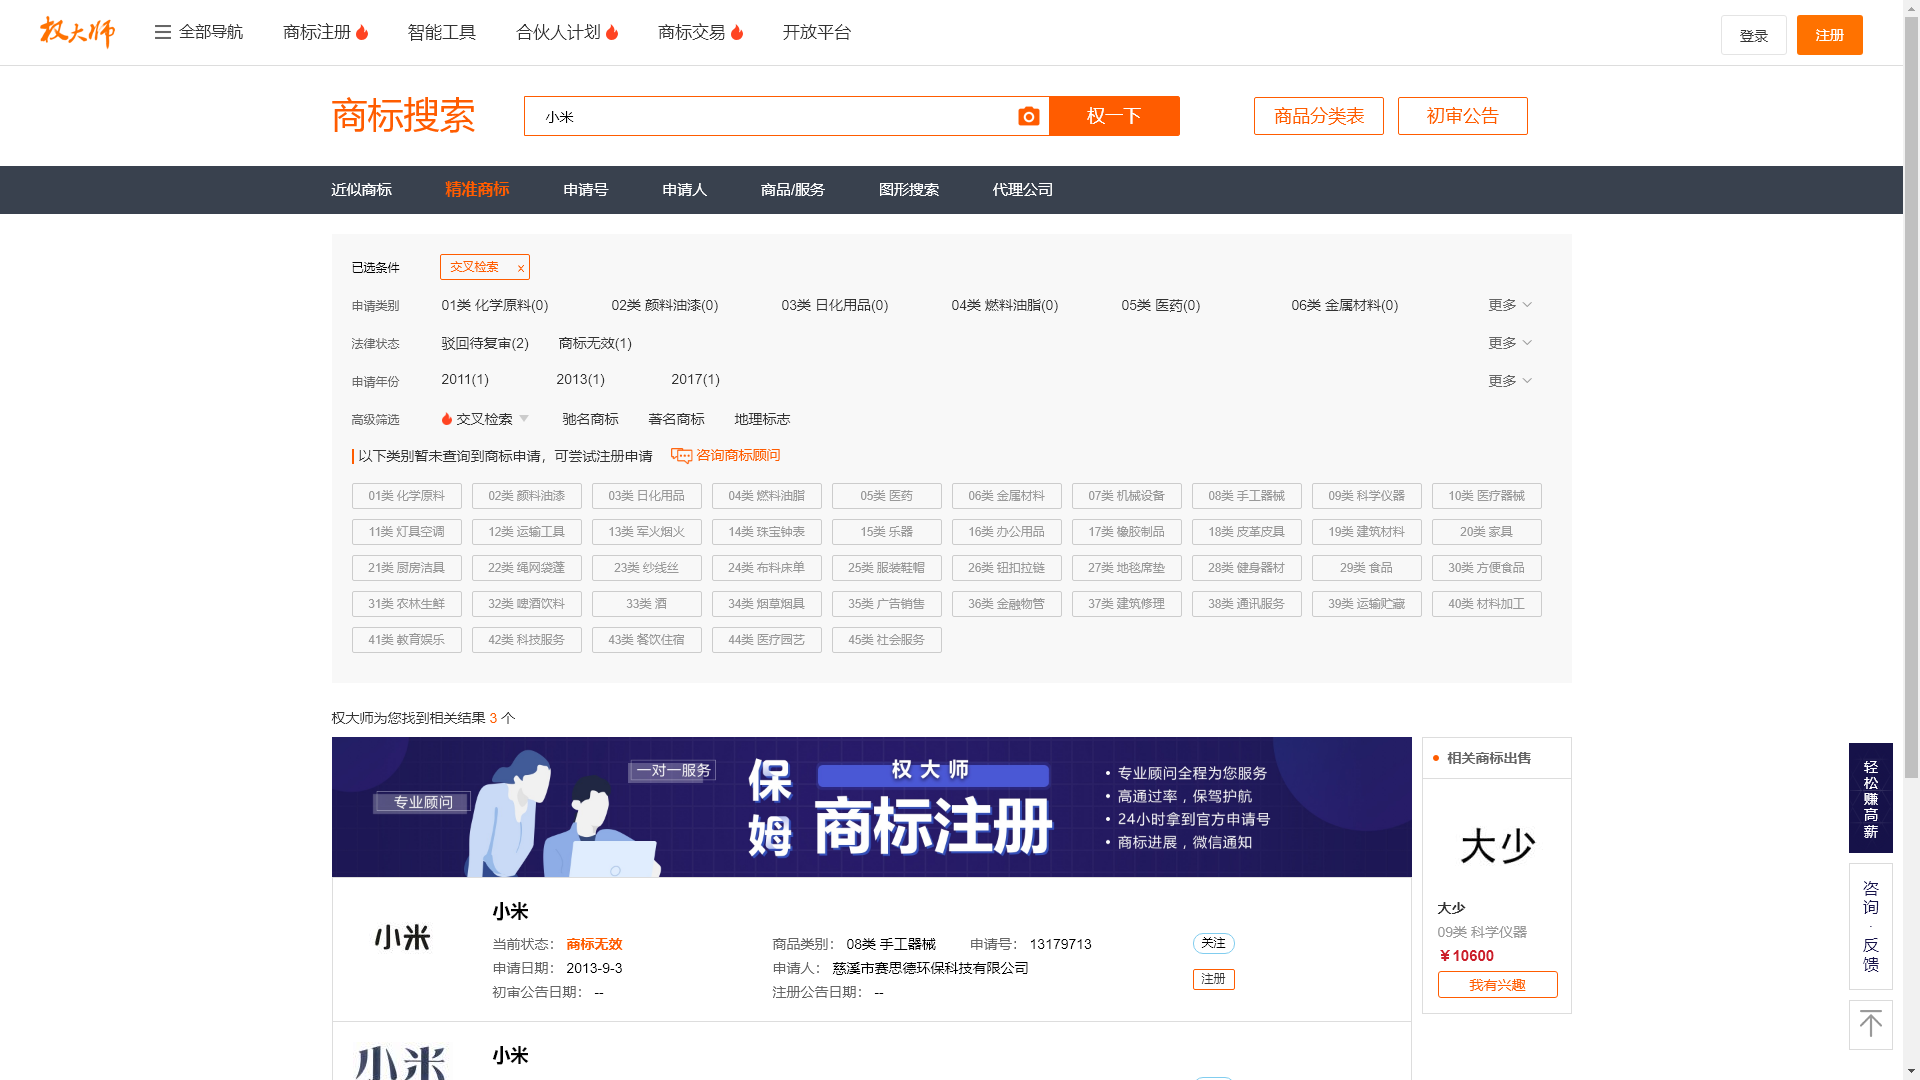 权大师
全部导航 商标注册 智能工具 合伙人计划 商标交易 开放平台 登录 注册
商标搜索 小米 权一下 商品分类表 初审公告
近似商标 精准商标 申请号 申请人 商品/服务 图形搜索 代理公司
已选条件 交叉检索 x
申请类别 01类 化学原料(0) 02类 颜料油漆(0) 03类 日化用品(0) 04类 燃料油脂(0) 05类 医药(0) 06类 金属材料(0) 更多
法律状态 驳回待复审(2) 商标无效(1) 更多
申请年份 2011(1) 2013(1) 2017(1) 更多
高级筛选 交叉检索 驰名商标 著名商标 地理标志
以下类别暂未查询到商标申请，可尝试注册申请 咨询商标顾问
01类 化学原料 02类 颜料油漆 03类 日化用品 04类 燃料油脂 05类 医药 06类 金属材料 07类 机械设备 08类 手工器械 09类 科学仪器 10类 医疗器械
11类 灯具空调 12类 运输工具 13类 军火烟火 14类 珠宝钟表 15类 乐器 16类 办公用品 17类 橡胶制品 18类 皮革皮具 19类 建筑材料 20类 家具
21类 厨房洁具 22类 绳网袋篷 23类 纱线丝 24类 布料床单 25类 服装鞋帽 26类 钮扣拉链 27类 地毯席垫 28类 健身器材 29类 食品 30类 方便食品
31类 农林生鲜 32类 啤酒饮料 33类 酒 34类 烟草烟具 35类 广告销售 36类 金融物管 37类 建筑修理 38类 通讯服务 39类 运输贮藏 40类 材料加工
41类 教育娱乐 42类 科技服务 43类 餐饮住宿 44类 医疗园艺 45类 社会服务
权大师为您找到相关结果 3 个
专业顾问
一对一服务
保姆
权大师
商标注册
• 专业顾问全程为您服务
• 高通过率，保驾护航
• 24小时拿到官方申请号
• 商标进展，微信通知
小米
小米
当前状态： 商标无效 商品类别： 08类 手工器械 申请号： 13179713
申请日期： 2013-9-3 申请人： 慈溪市赛思德环保科技有限公司
初审公告日期： -- 注册公告日期： --
关注
注册
小米
小米
相关商标出售
大少
大少
09类 科学仪器
￥10600
我有兴趣
轻松赚高薪
咨询·反馈